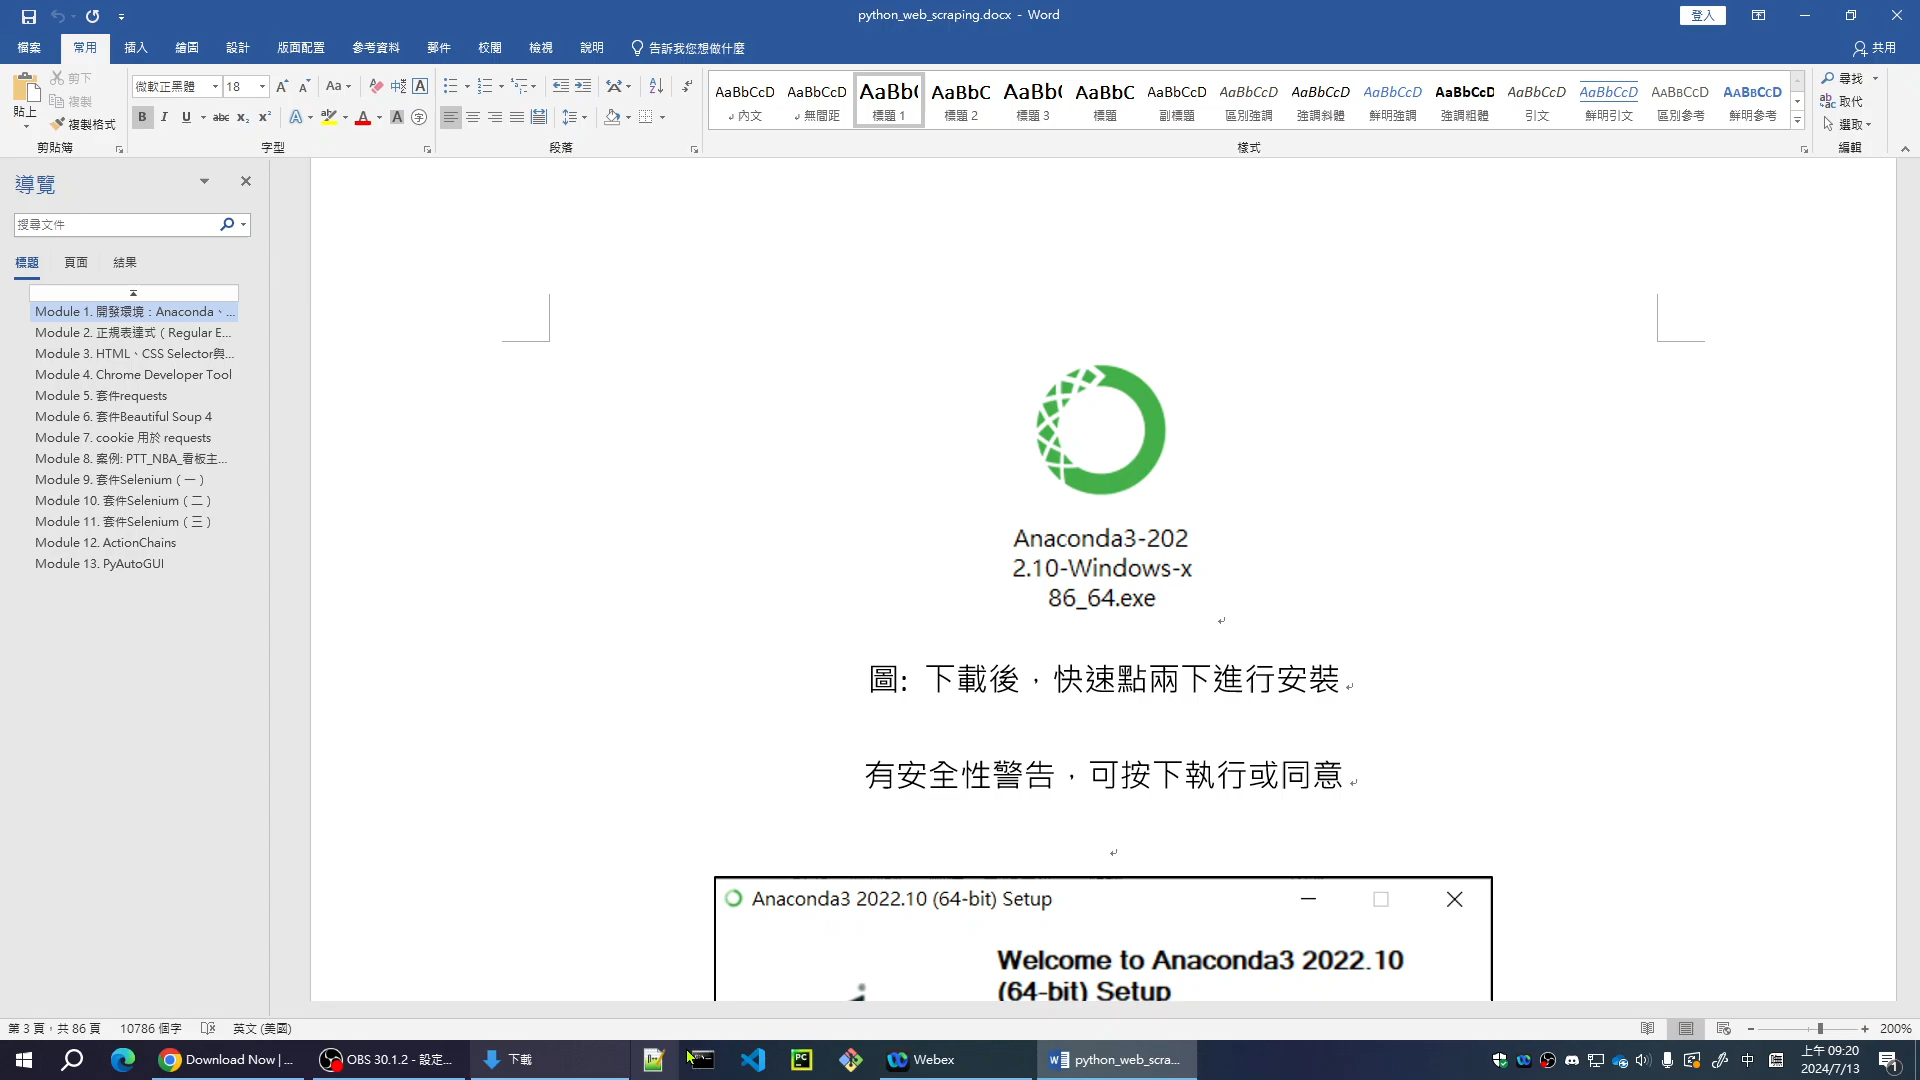 python_web_scraping.docx - Word
登入
檔案 常用 插入 繪圖 設計 版面配置 參考資料 郵件 校閱 檢視 說明 告訴我您想做什麼 共用
貼上 剪下 複製 複製格式 剪貼簿
微軟正黑體 18 字型
段落
AaBbCcD 內文
AaBbCcD 無間距
AaBb( 標題 1
AaBbC 標題 2
AaBb( 標題 3
AaBbC 標題
AaBbCcD 副標題
AaBbCcD 區別強調
AaBbCcD 強調斜體
AaBbCcD 鮮明強調
AaBbCcD 強調粗體
AaBbCcD 引文
AaBbCcD 鮮明引文
AABBCCD 區別參考
AABBCCD 鮮明參考
樣式
尋找
取代
選取
編輯
導覽
搜尋文件
標題 頁面 結果
Module 1. 開發環境：Anaconda、...
Module 2. 正規表達式（Regular E...
Module 3. HTML、CSS Selector與...
Module 4. Chrome Developer Tool
Module 5. 套件requests
Module 6. 套件Beautiful Soup 4
Module 7. cookie 用於 requests
Module 8. 案例: PTT_NBA_看板主...
Module 9. 套件Selenium（一）
Module 10. 套件Selenium（二）
Module 11. 套件Selenium（三）
Module 12. ActionChains
Module 13. PyAutoGUI
Anaconda3-202
2.10-Windows-x
86_64.exe
圖: 下載後，快速點兩下進行安裝
有安全性警告，可按下執行或同意
Anaconda3 2022.10 (64-bit) Setup
Welcome to Anaconda3 2022.10
(64-bit) Setup
第 3 頁，共 86 頁 10786 個字 英文 (美國) 200%
Download Now | ... OBS 30.1.2 - 設定... 下載 Webex python_web_scra... 中 上午 09:20
2024/7/13